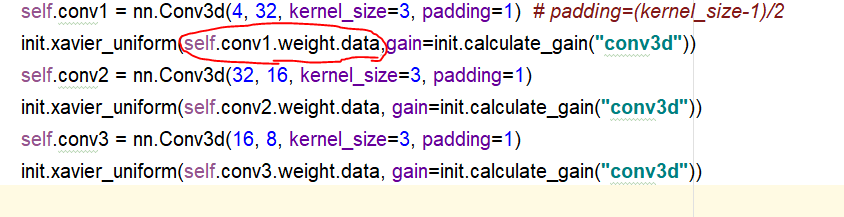 self.conv1 = nn.Conv3d(4, 32, kernel_size=3, padding=1)  # padding=(kernel_size-1)/2
init.xavier_uniform(self.conv1.weight.data,gain=init.calculate_gain("conv3d"))
self.conv2 = nn.Conv3d(32, 16, kernel_size=3, padding=1)
init.xavier_uniform(self.conv2.weight.data, gain=init.calculate_gain("conv3d"))
self.conv3 = nn.Conv3d(16, 8, kernel_size=3, padding=1)
init.xavier_uniform(self.conv3.weight.data, gain=init.calculate_gain("conv3d"))